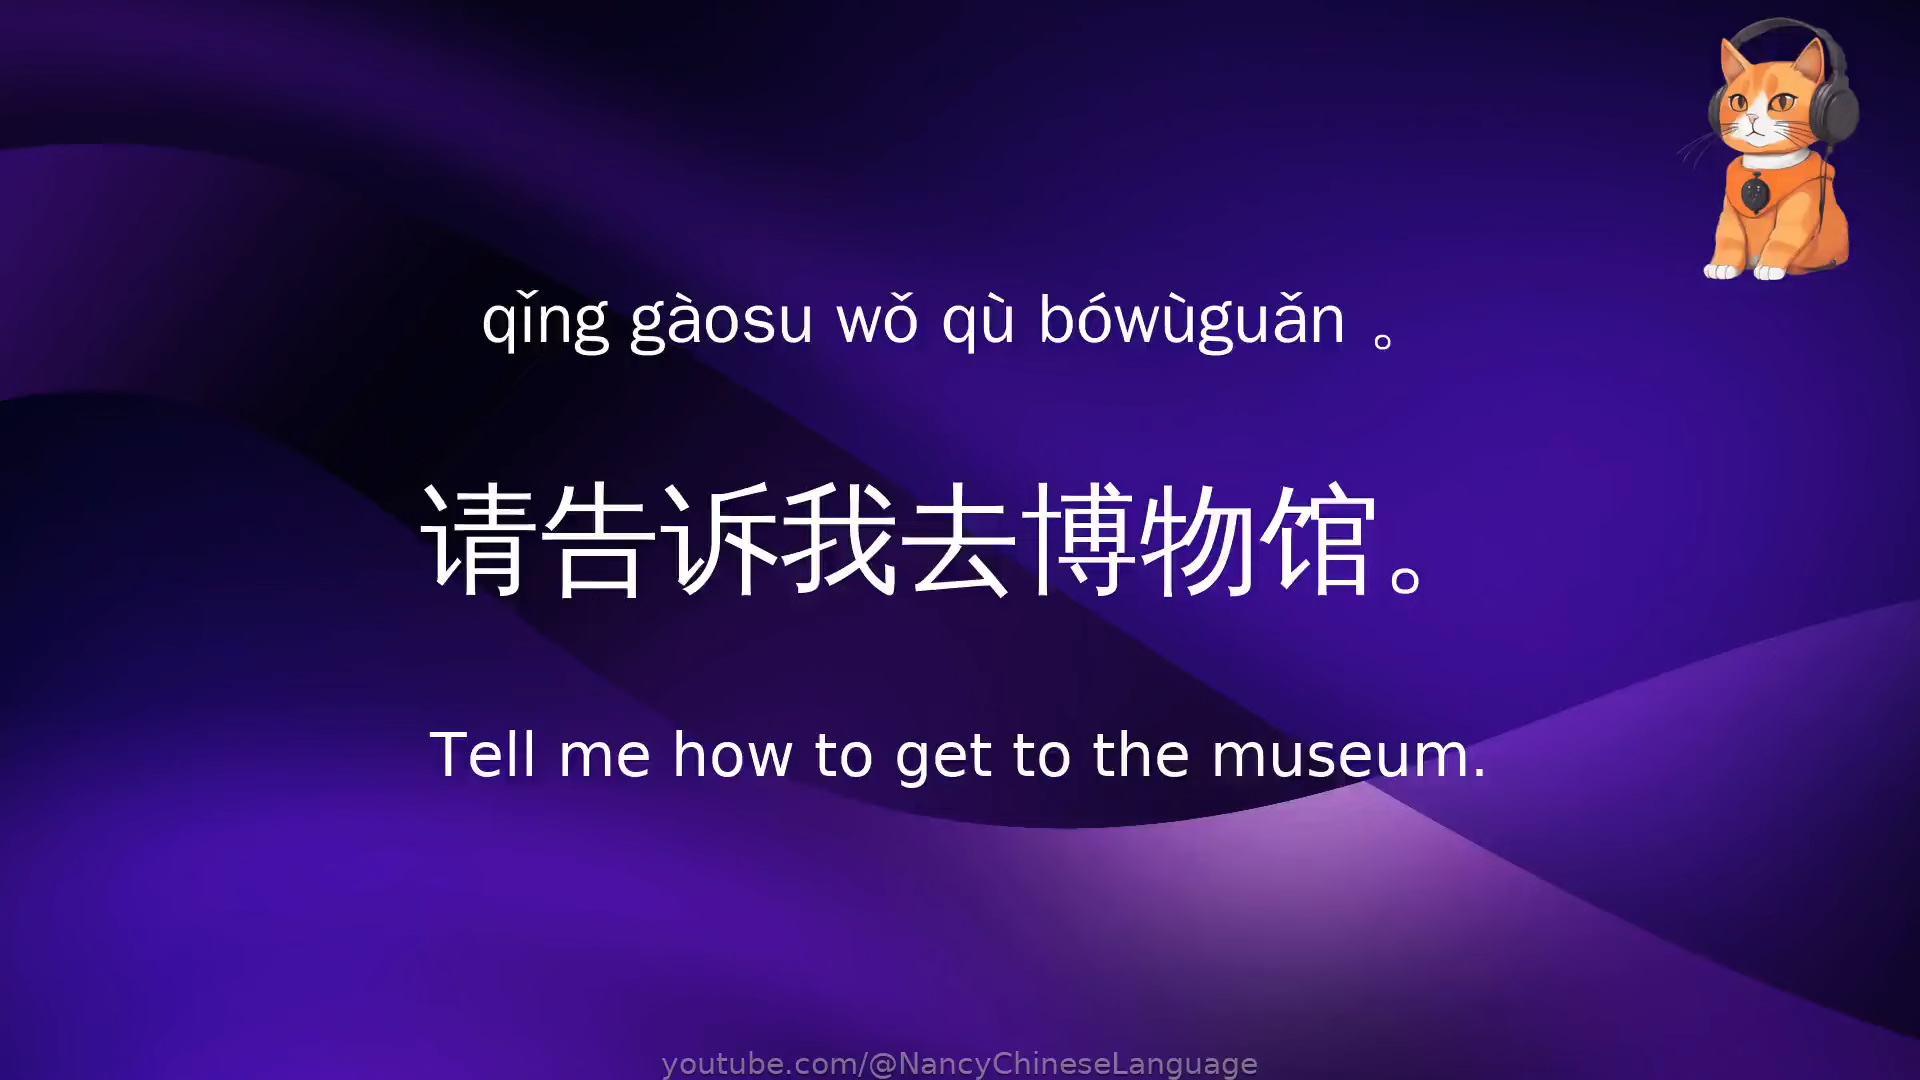 qǐng gàosu wǒ qù bówùguǎn 。
请告诉我去博物馆。
Tell me how to get to the museum.
youtube.com/@NancyChineseLanguage